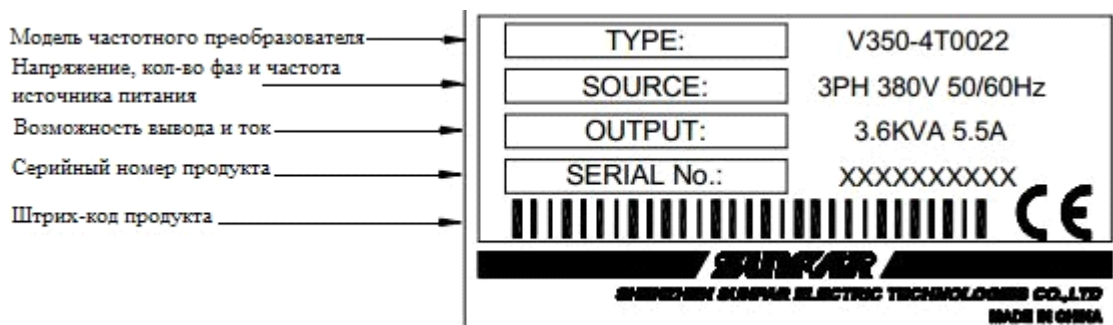 Модель частотного преобразователя
Напряжение, кол-во фаз и частота
источника питания
Возможность вывода и ток
Серийный номер продукта
Штрих-код продукта
TYPE: V350-4T0022
SOURCE: 3PH 380V 50/60Hz
OUTPUT: 3.6KVA 5.5A
SERIAL No.: XXXXXXXXXX
CE
SUNFAR
SHENZHEN SUNFAR ELECTRIC TECHNOLOGIES CO.,LTD
MADE IN CHINA